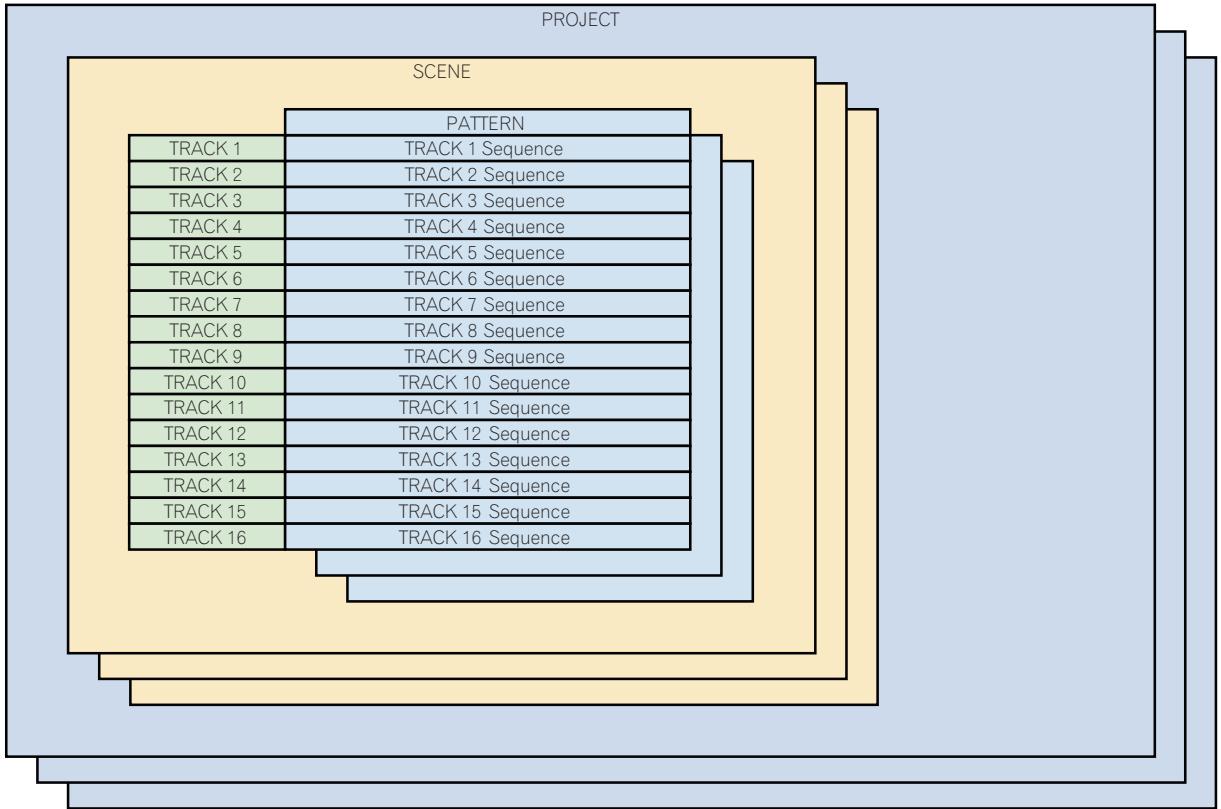 PROJECT
SCENE
PATTERN
TRACK 1 TRACK 1 Sequence
TRACK 2 TRACK 2 Sequence
TRACK 3 TRACK 3 Sequence
TRACK 4 TRACK 4 Sequence
TRACK 5 TRACK 5 Sequence
TRACK 6 TRACK 6 Sequence
TRACK 7 TRACK 7 Sequence
TRACK 8 TRACK 8 Sequence
TRACK 9 TRACK 9 Sequence
TRACK 10 TRACK 10 Sequence
TRACK 11 TRACK 11 Sequence
TRACK 12 TRACK 12 Sequence
TRACK 13 TRACK 13 Sequence
TRACK 14 TRACK 14 Sequence
TRACK 15 TRACK 15 Sequence
TRACK 16 TRACK 16 Sequence